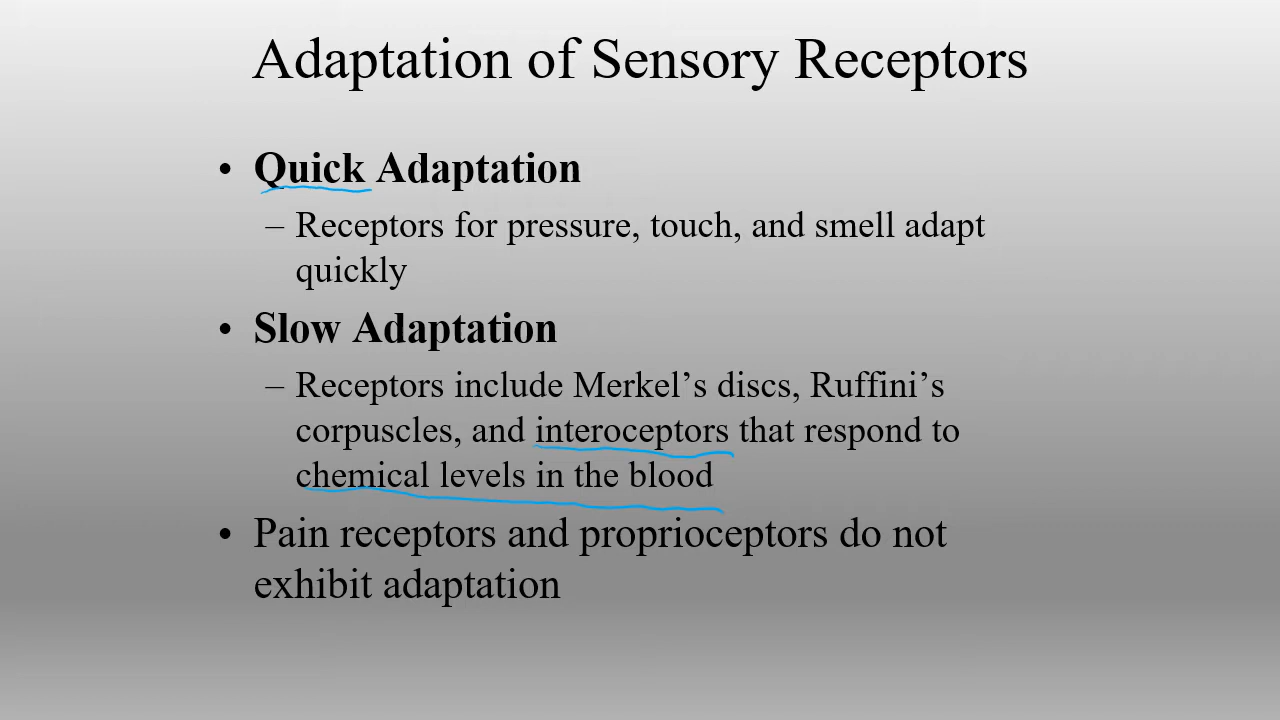 Adaptation of Sensory Receptors
• Quick Adaptation
– Receptors for pressure, touch, and smell adapt
quickly
• Slow Adaptation
– Receptors include Merkel’s discs, Ruffini’s
corpuscles, and interoceptors that respond to
chemical levels in the blood
• Pain receptors and proprioceptors do not
exhibit adaptation